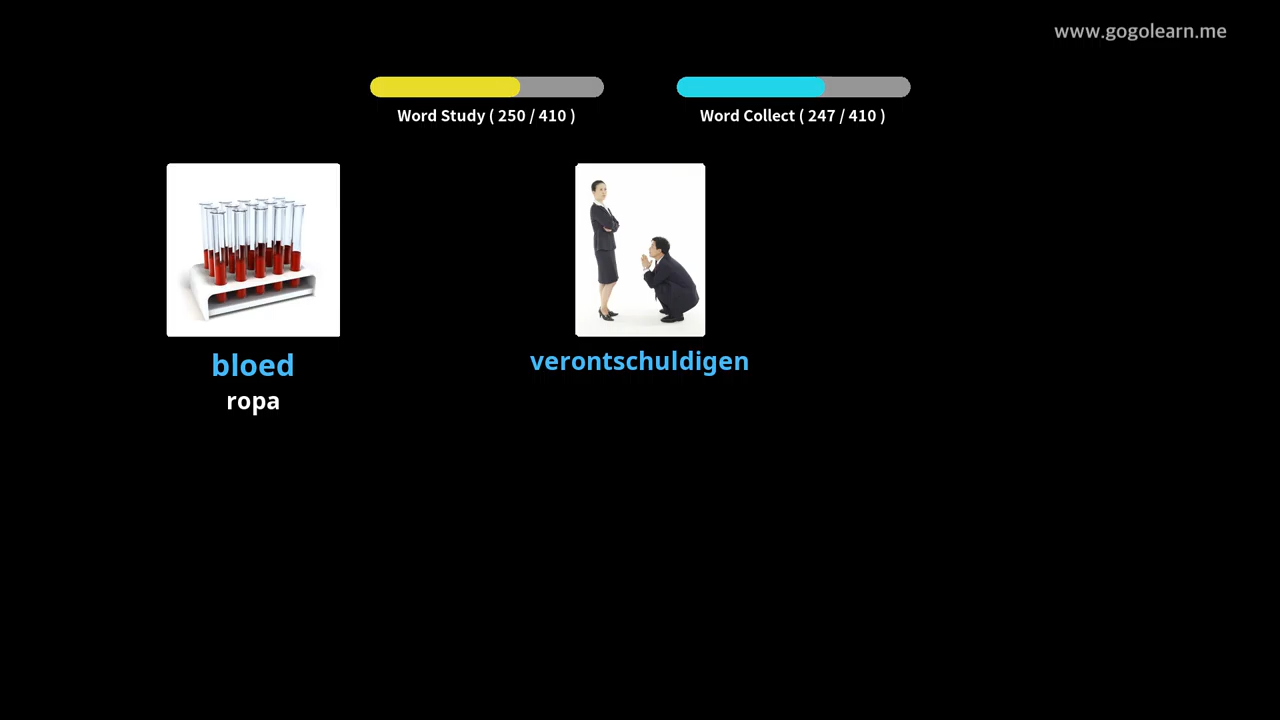 www.gogolearn.me
Word Study ( 250 / 410 )
Word Collect ( 247 / 410 )
bloed
ropa
verontschuldigen